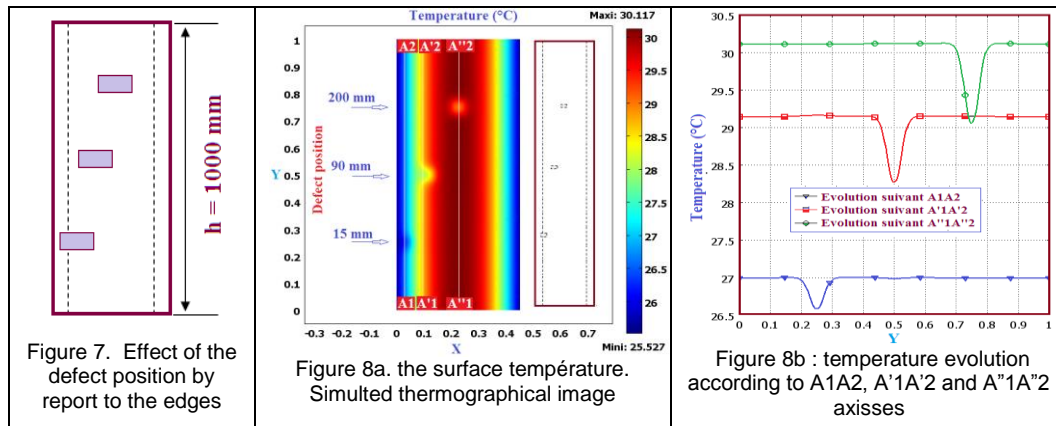 h = 1000 mm
Figure 7. Effect of the
defect position by
report to the edges
Temperature (°C)
Maxi: 30.117
A2 A'2 A''2
1
0.9
0.8
0.7
0.6
0.5
0.4
0.3
0.2
0.1
0
Y
200 mm
90 mm
15 mm
Defect position
A1 A'1 A''1
-0.3 -0.2 -0.1 0 0.1 0.2 0.3 0.4 0.5 0.6 0.7
X
30
29.5
29
28.5
28
27.5
27
26.5
26
Mini: 25.527
Figure 8a. the surface température.
Simulted thermographical image
30.5
30
29.5
29
28.5
28
27.5
27
26.5
Temperature (°C)
Evolution suivant A1A2
Evolution suivant A'1A'2
Evolution suivant A''1A''2
0 0.1 0.2 0.3 0.4 0.5 0.6 0.7 0.8 0.9 1
Y
Figure 8b : temperature evolution
according to A1A2, A'1A'2 and A"1A"2
axisses